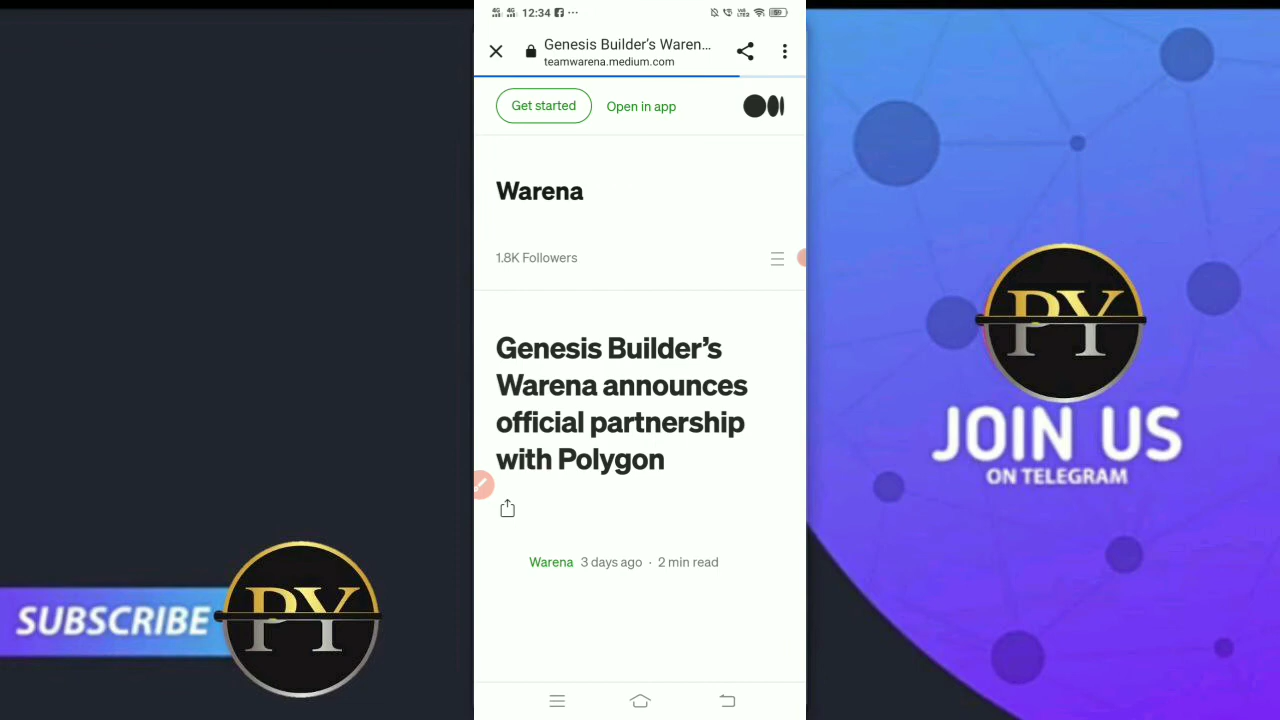 4G 4G 12:34 ...
Genesis Builder’s Waren...
teamwarena.medium.com
Get started
Open in app
Warena
1.8K Followers
Genesis Builder’s
Warena announces
official partnership
with Polygon
Warena 3 days ago · 2 min read
SUBSCRIBE
PY
PY
JOIN US
ON TELEGRAM